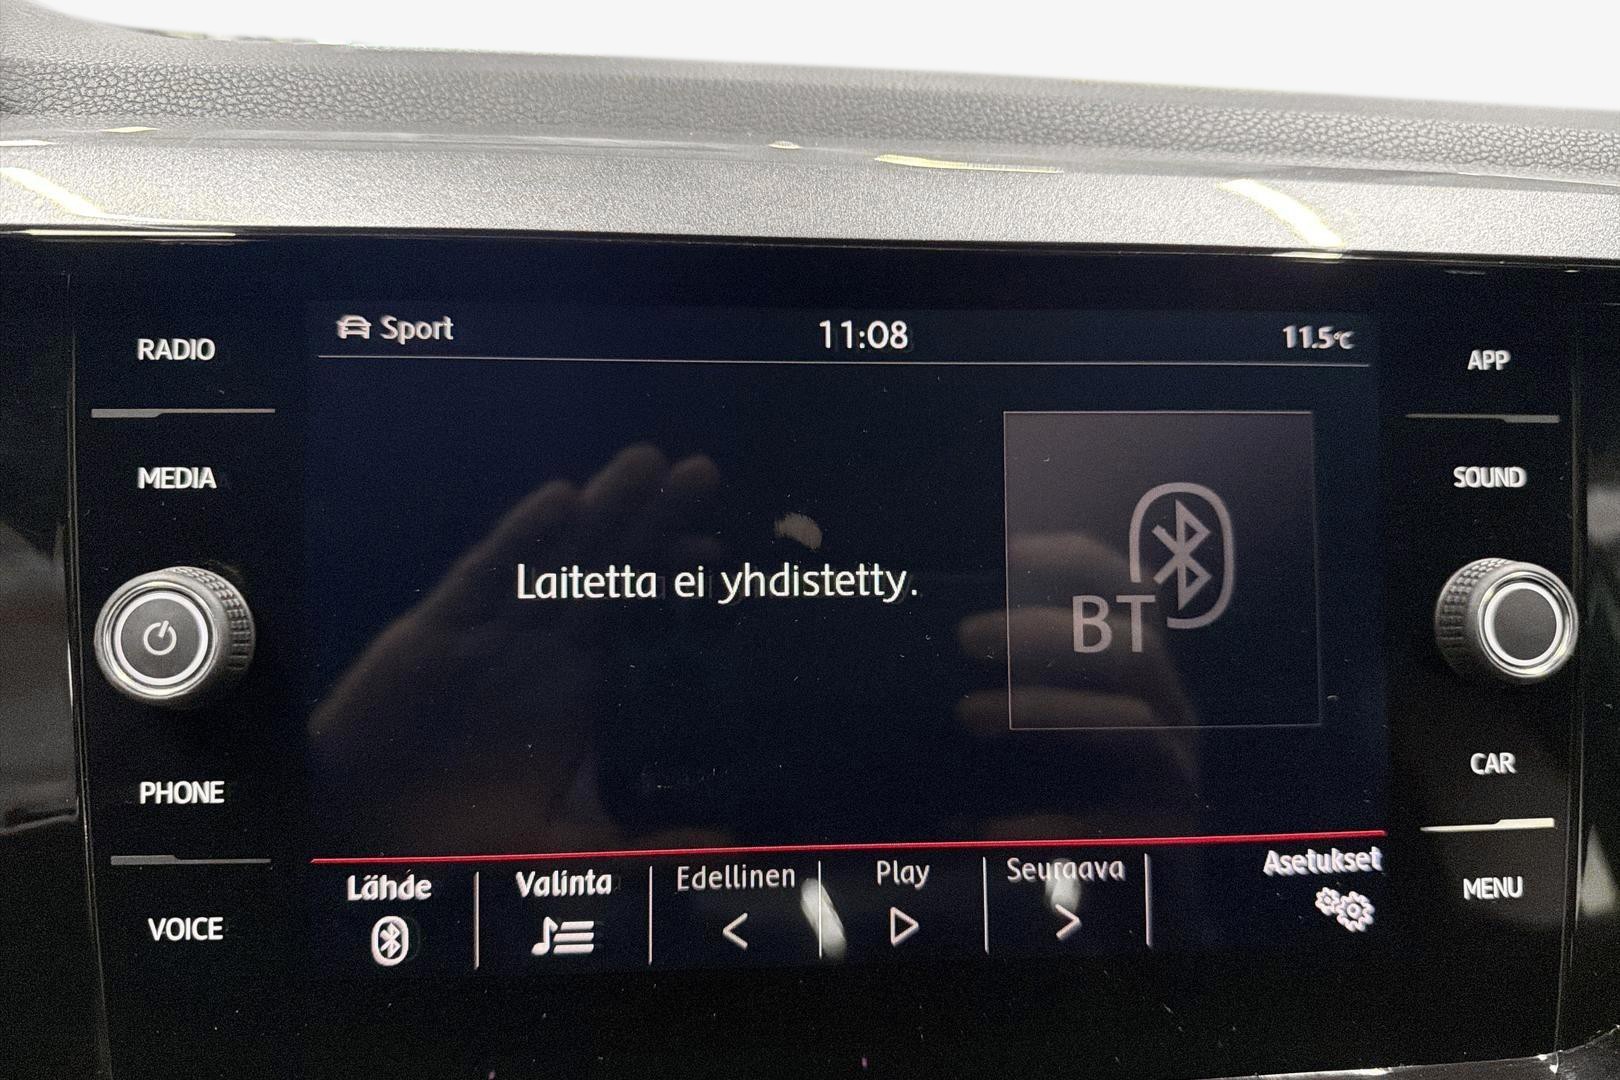 Sport
11:08
11.5°C
RADIO
MEDIA
PHONE
VOICE
Laitetta ei yhdistetty.
BT
APP
SOUND
CAR
MENU
Lähde
Valinta
Edellinen
Play
Seuraava
Asetukset